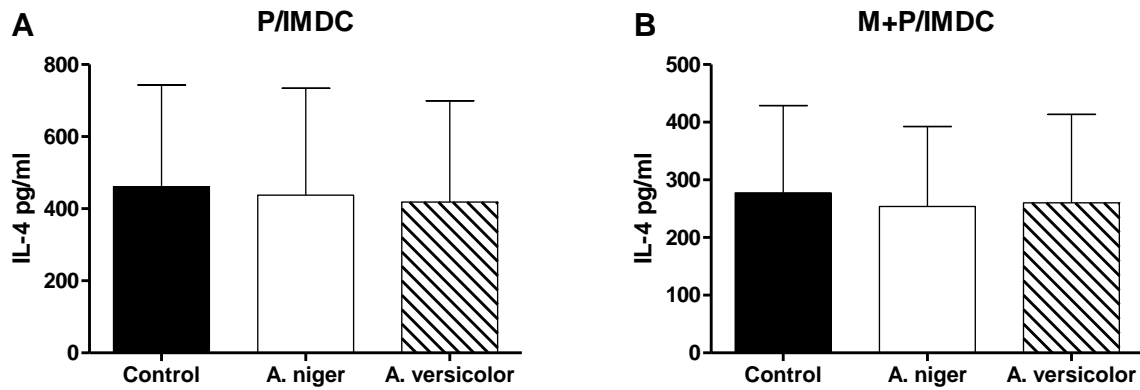 A
P/IMDC
IL-4 pg/ml
800
600
400
200
0
Control
A. niger
A. versicolor
B
M+P/IMDC
IL-4 pg/ml
500
400
300
200
100
0
Control
A. niger
A. versicolor